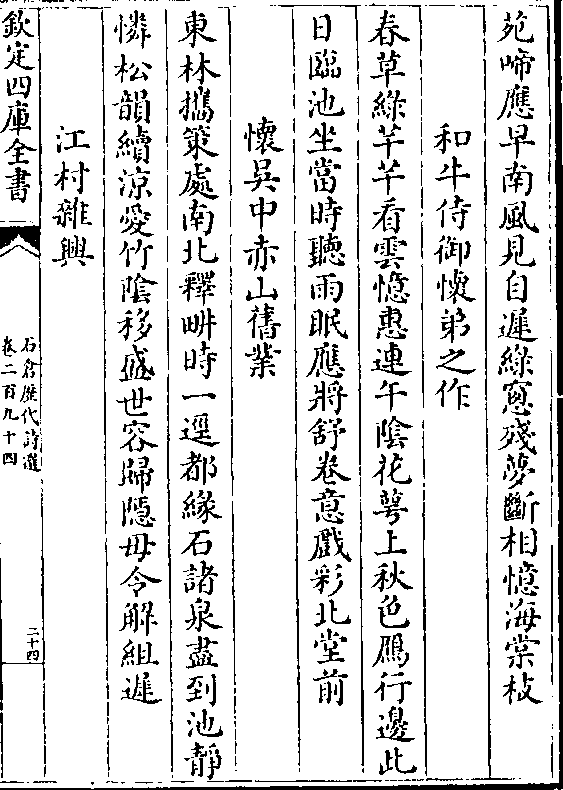 苑啼應早南風見自遲綠窻殘夢斷相憶海棠枝
和牛侍御懷弟之作
春草綠芊芊看雲憶惠連午陰花萼上秋色鴈行邊此
日臨池坐當時聽雨眠應將舒卷意戲彩北堂前
懷吳中赤山舊業
東林攜策處南北釋畊時一逕都緣石諸泉盡到池靜
憐松韻續涼愛竹陰移盛世容歸隱毋令解組遲
江村雜興
欽定四庫全書
石倉歷代詩選
卷二百九十四
二十四